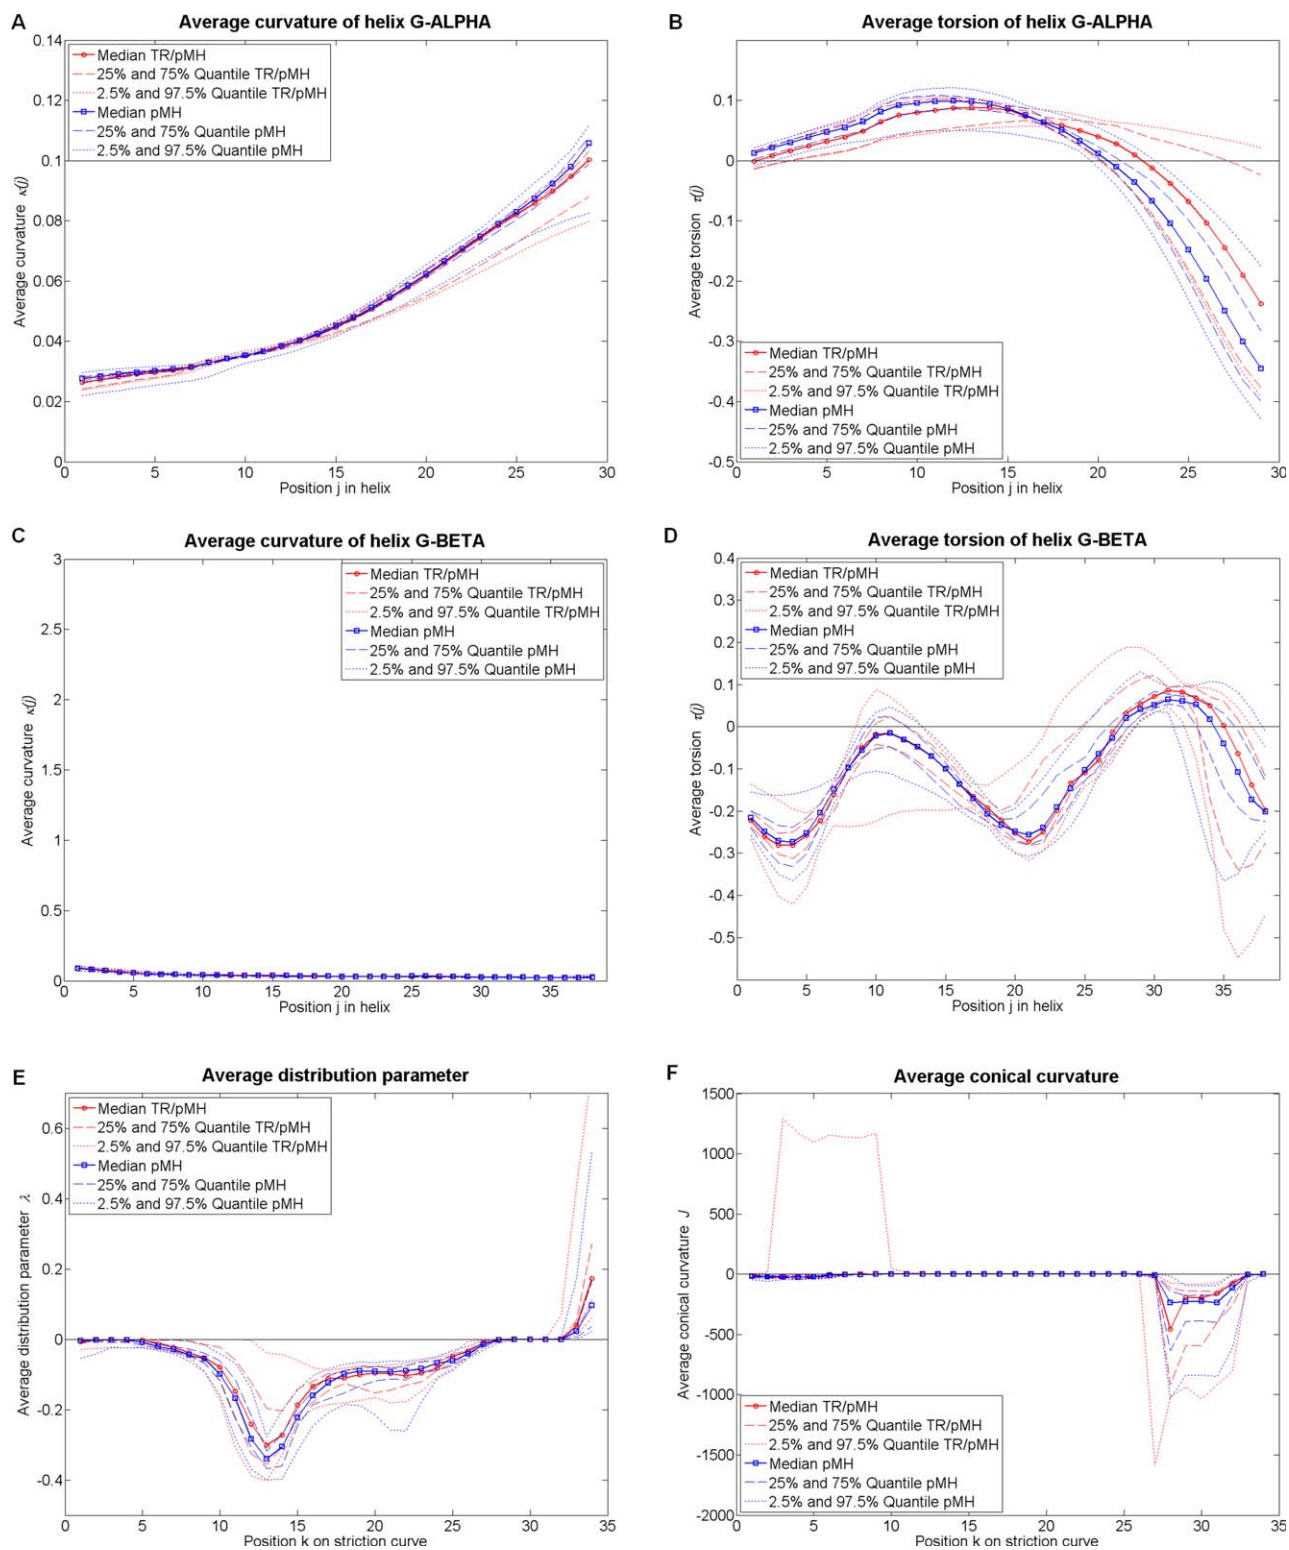 A
Average curvature of helix G-ALPHA
0.14
0.12
0.1
0.08
0.06
0.04
0.02
0
Average curvature κ(j)
Median TR/pMH
25% and 75% Quantile TR/pMH
2.5% and 97.5% Quantile TR/pMH
Median pMH
25% and 75% Quantile pMH
2.5% and 97.5% Quantile pMH
0 5 10 15 20 25 30
Position j in helix
B
Average torsion of helix G-ALPHA
0.1
0
-0.1
-0.2
-0.3
-0.4
-0.5
Average torsion τ(j)
Median TR/pMH
25% and 75% Quantile TR/pMH
2.5% and 97.5% Quantile TR/pMH
Median pMH
25% and 75% Quantile pMH
2.5% and 97.5% Quantile pMH
0 5 10 15 20 25 30
Position j in helix
C
Average curvature of helix G-BETA
3
2.5
2
1.5
1
0.5
0
Average curvature κ(j)
Median TR/pMH
25% and 75% Quantile TR/pMH
2.5% and 97.5% Quantile TR/pMH
Median pMH
25% and 75% Quantile pMH
2.5% and 97.5% Quantile pMH
0 5 10 15 20 25 30 35
Position j in helix
D
Average torsion of helix G-BETA
0.4
0.3
0.2
0.1
0
-0.1
-0.2
-0.3
-0.4
-0.5
Average torsion τ(j)
Median TR/pMH
25% and 75% Quantile TR/pMH
2.5% and 97.5% Quantile TR/pMH
Median pMH
25% and 75% Quantile pMH
2.5% and 97.5% Quantile pMH
0 5 10 15 20 25 30 35
Position j in helix
E
Average distribution parameter
0.6
0.4
0.2
0
-0.2
-0.4
Average distribution parameter λ
Median TR/pMH
25% and 75% Quantile TR/pMH
2.5% and 97.5% Quantile TR/pMH
Median pMH
25% and 75% Quantile pMH
2.5% and 97.5% Quantile pMH
0 5 10 15 20 25 30 35
Position k on striction curve
F
Average conical curvature
1500
1000
500
0
-500
-1000
-1500
-2000
Average conical curvature J
Median TR/pMH
25% and 75% Quantile TR/pMH
2.5% and 97.5% Quantile TR/pMH
Median pMH
25% and 75% Quantile pMH
2.5% and 97.5% Quantile pMH
0 5 10 15 20 25 30 35
Position k on striction curve